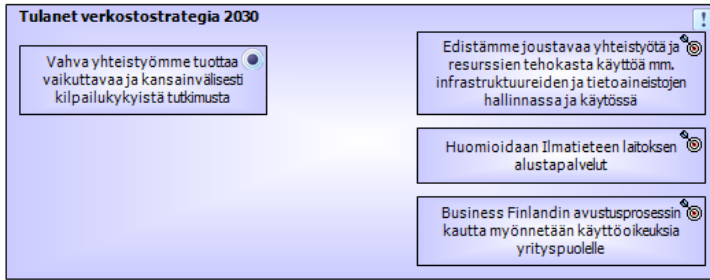 Tulanet verkostostrategia 2030
!
Vahva yhteistyömme tuottaa
vaikuttavaa ja kansainvälisesti
kilpailukykyistä tutkimusta
Edistämme joustavaa yhteistyötä ja
resurssien tehokasta käyttöä mm.
infrastruktuureiden ja tietoaineistojen
hallinnassa ja käytössä
Huomioidaan Ilmatieteen laitoksen
alustapalvelut
Business Finlandin avustusprosessin
kautta myönnetään käyttöoikeuksia
yrityspuolelle